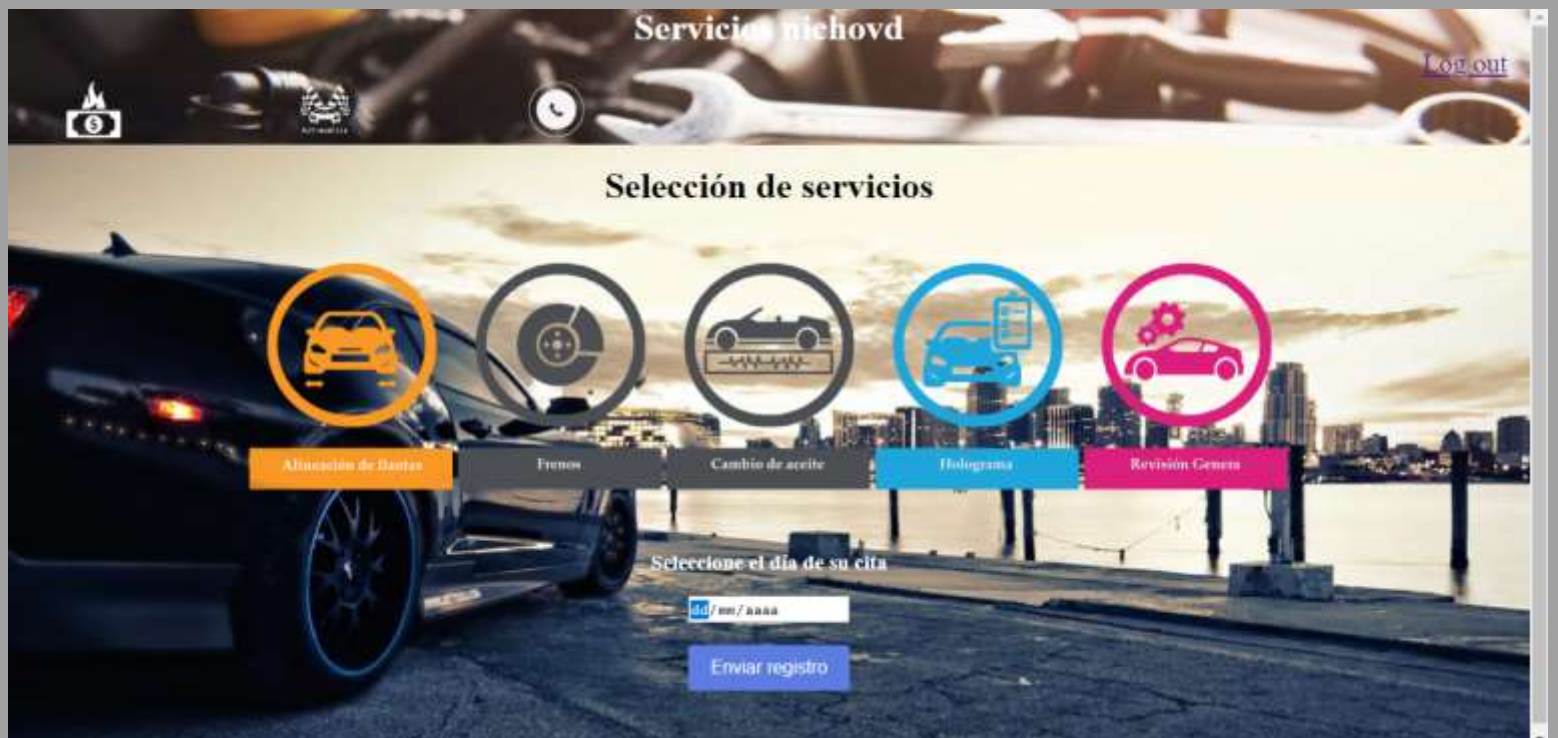 Servicios nichovd
Log out
Selección de servicios
Alineación de llantas
Frenos
Cambio de aceite
Holograma
Revisión Genera
Seleccione el día de su cita
dd/mm/aaaa
Enviar registro